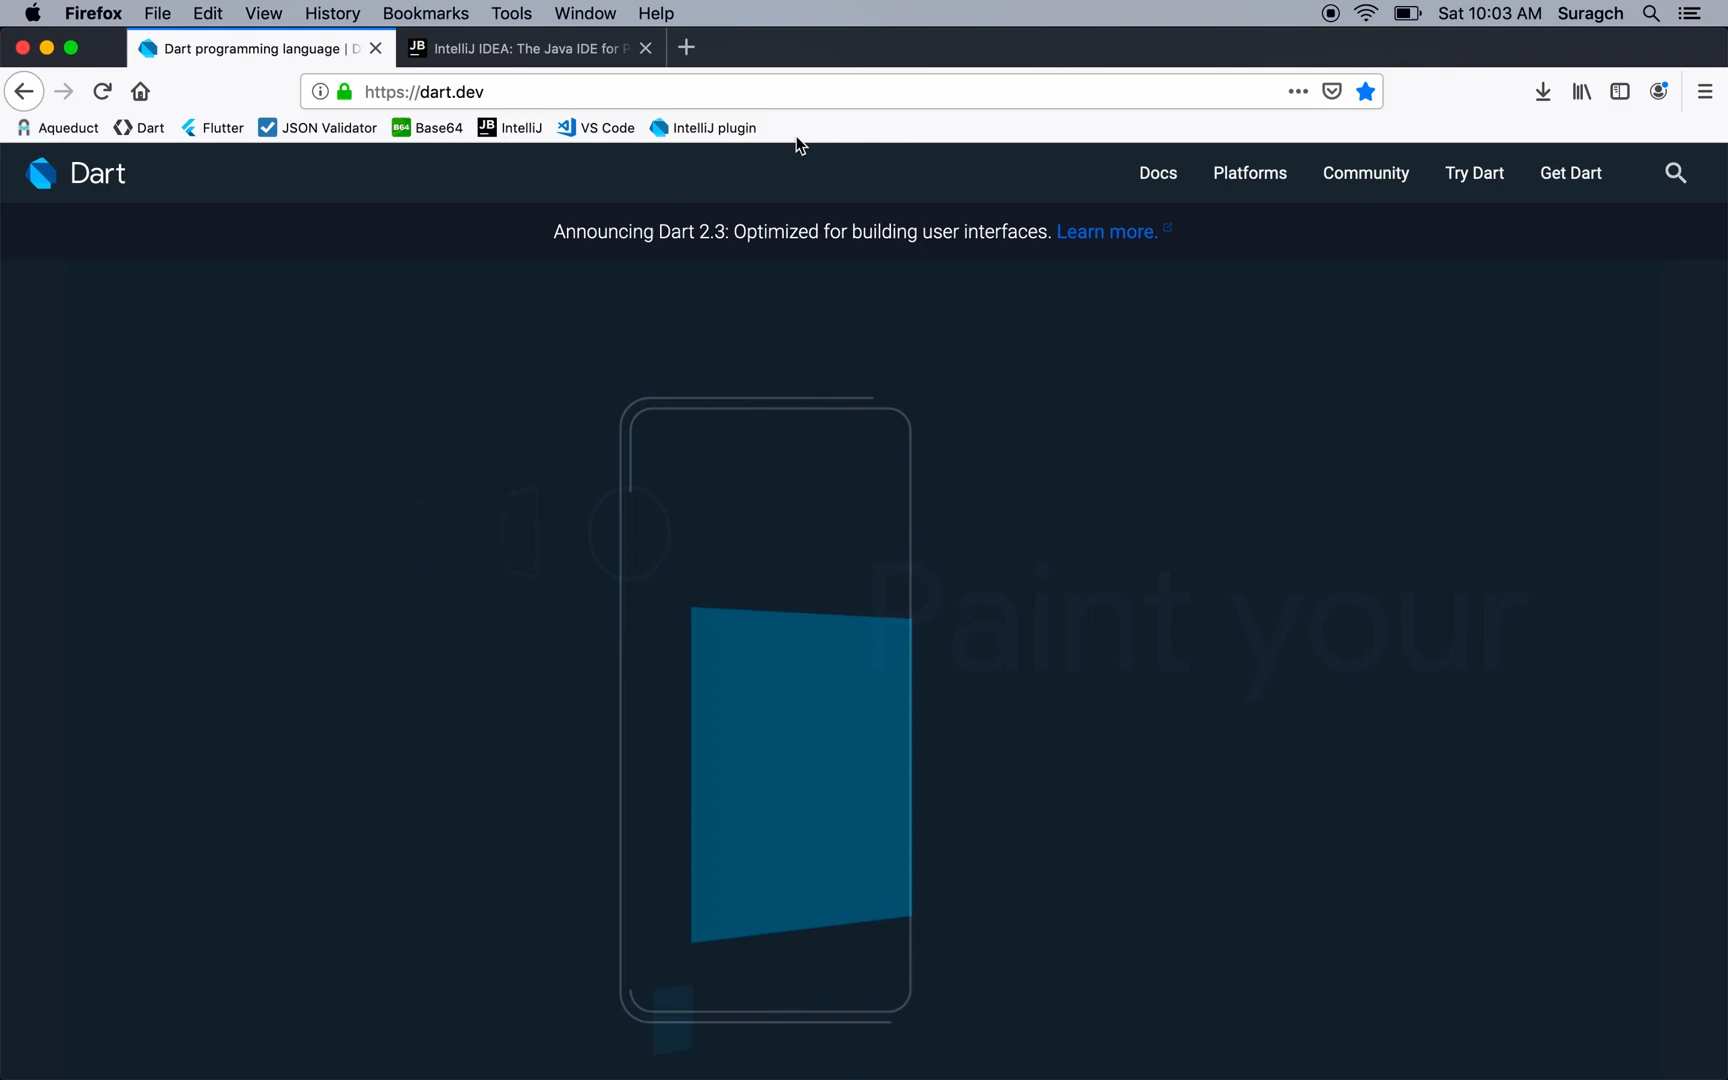 Firefox File Edit View History Bookmarks Tools Window Help Sat 10:03 AM Suragch
Dart programming language | D JB IntelliJ IDEA: The Java IDE for P
https://dart.dev
Aqueduct Dart Flutter JSON Validator B64 Base64 JB IntelliJ VS Code IntelliJ plugin
Dart Docs Platforms Community Try Dart Get Dart
Announcing Dart 2.3: Optimized for building user interfaces. Learn more.
Paint your